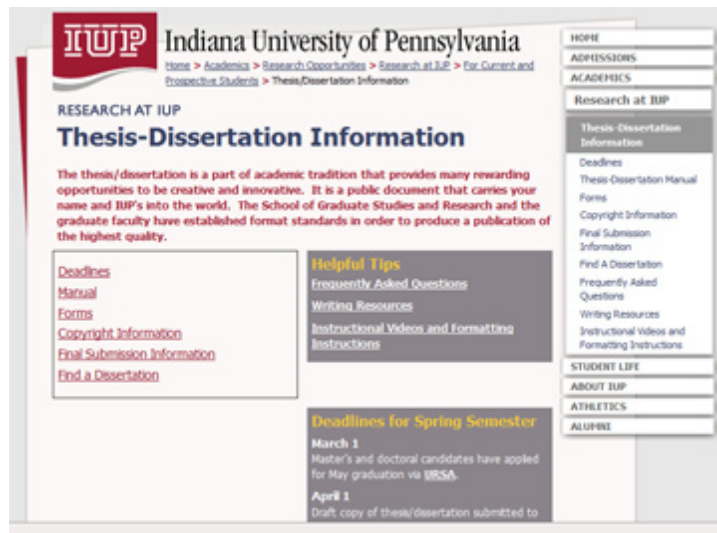 IUP Indiana University of Pennsylvania
Home > Academics > Research Opportunities > Research at IUP > For Current and
Prospective Students > Thesis/Dissertation Information
RESEARCH AT IUP
Thesis-Dissertation Information
The thesis/dissertation is a part of academic tradition that provides many rewarding
opportunities to be creative and innovative. It is a public document that carries your
name and IUP's into the world. The School of Graduate Studies and Research and the
graduate faculty have established format standards in order to produce a publication of
the highest quality.
Deadlines
Manual
Forms
Copyright Information
Final Submission Information
Find a Dissertation
Helpful Tips
Frequently Asked Questions
Writing Resources
Instructional Videos and Formatting
Instructions
Deadlines for Spring Semester
March 1
Master's and doctoral candidates have applied
for May graduation via URSA.
April 1
Draft copy of thesis/dissertation submitted to
HOME
ADMISSIONS
ACADEMICS
Research at IUP
Thesis-Dissertation
Information
Deadlines
Thesis-Dissertation Manual
Forms
Copyright Information
Final Submission
Information
Find A Dissertation
Frequently Asked
Questions
Writing Resources
Instructional Videos and
Formatting Instructions
STUDENT LIFE
ABOUT IUP
ATHLETICS
ALUMNI